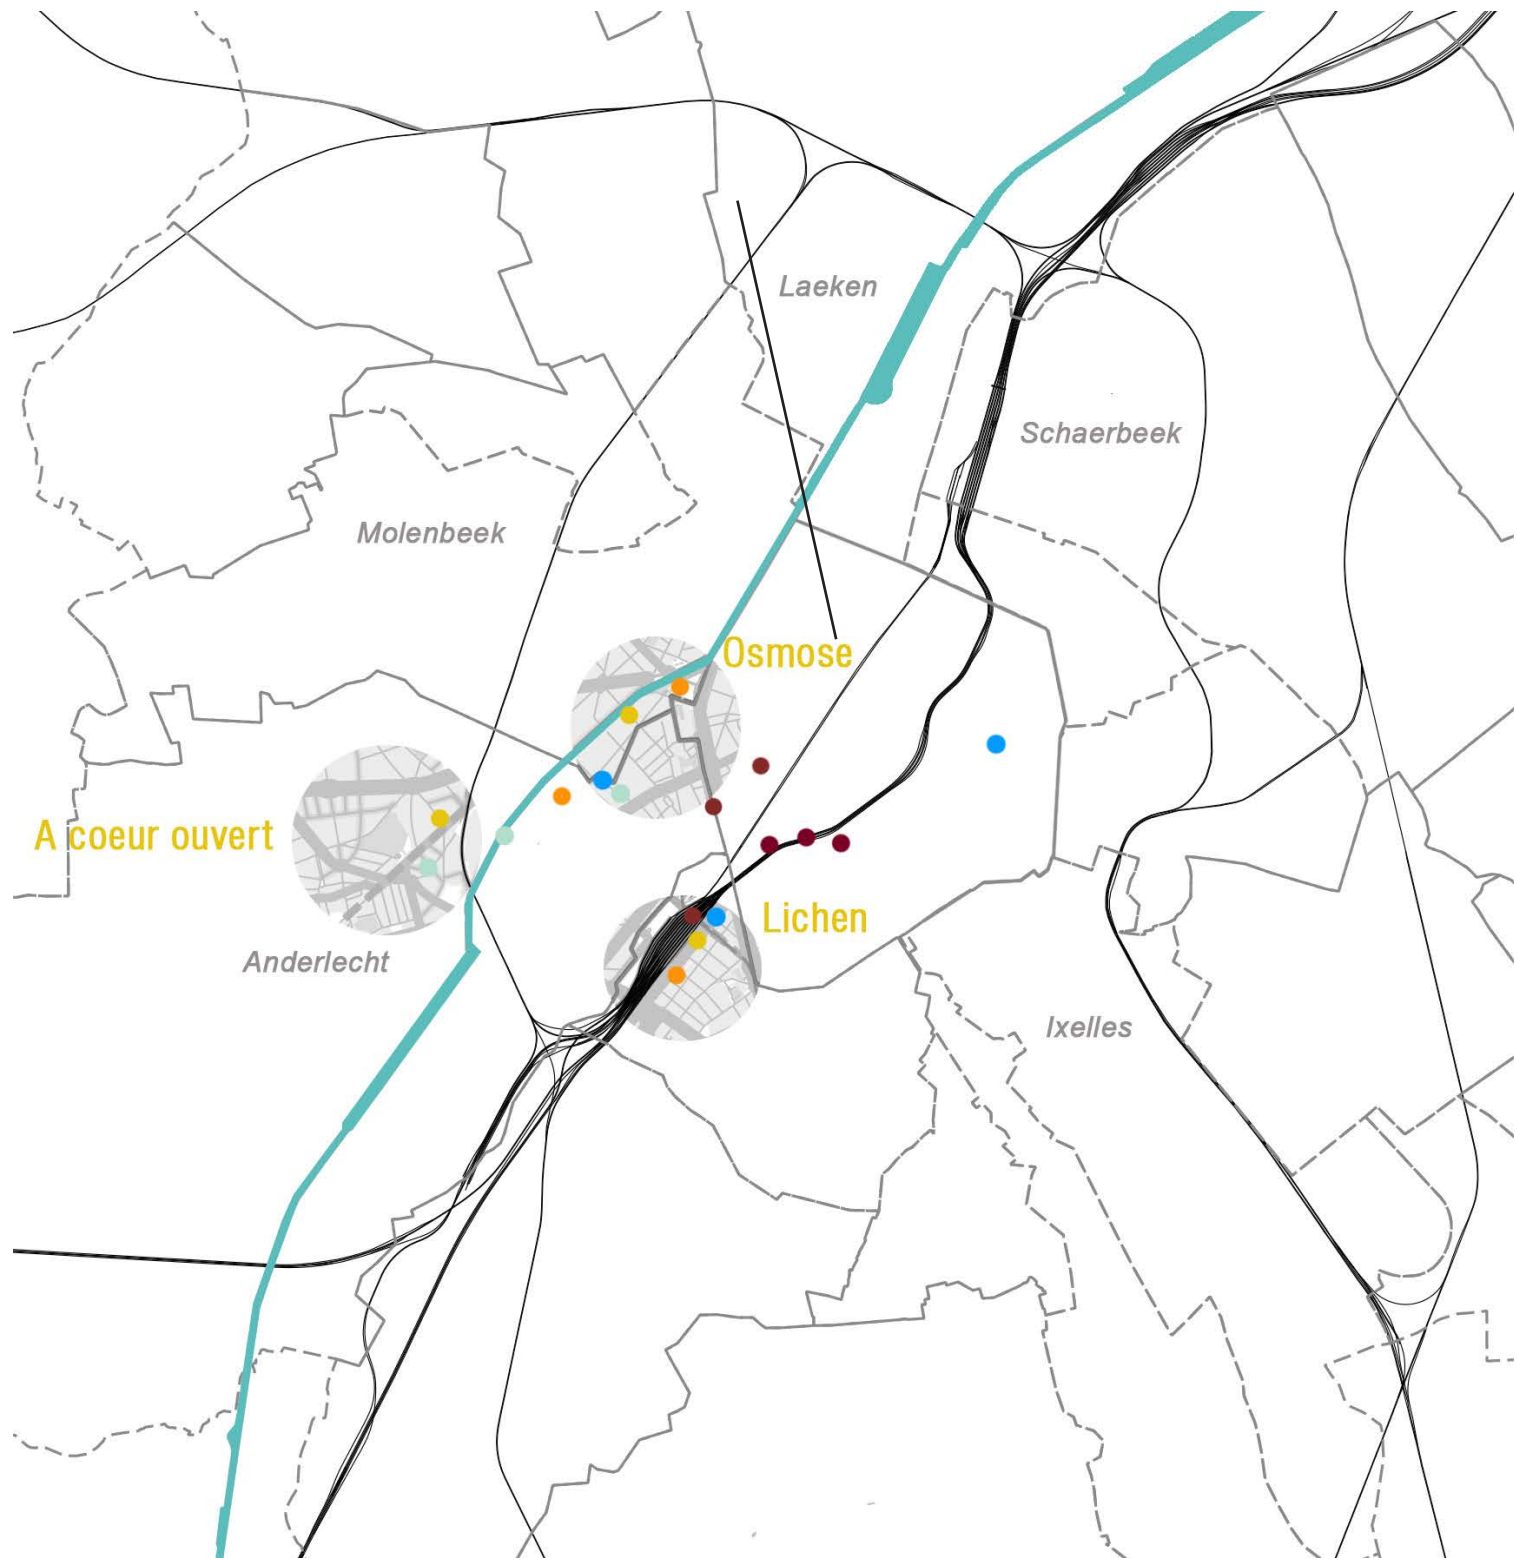 Laeken
Schaerbeek
Molenbeek
Osmose
A coeur ouvert
Lichen
Anderlecht
Ixelles